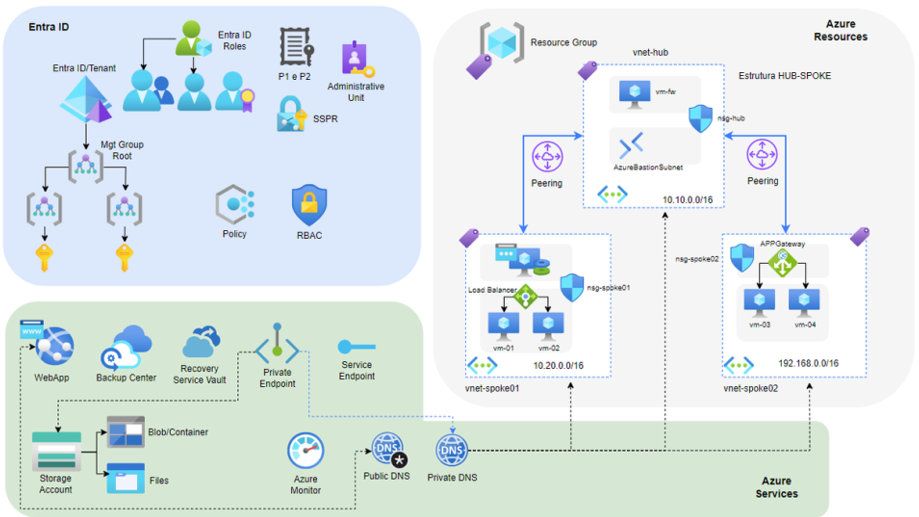 Entra ID
Entra ID
Roles
Entra ID/Tenant
P1 e P2
Administrative
Unit
SSPR
Mgt Group
Root
Policy
RBAC
Azure
Resources
Resource Group
vnet-hub
Estrutura HUB-SPOKE
vm-fw
nsg-hub
AzureBastionSubnet
Peering
Peering
10.10.0.0/16
nsg-spoke02
APPGateway
Load Balancer
nsg-spoke01
vm-01
vm-02
vm-03
vm-04
10.20.0.0/16
192.168.0.0/16
vnet-spoke01
vnet-spoke02
WWW
WebApp
Backup Center
Recovery
Service Vault
Private
Endpoint
Service
Endpoint
Blob/Container
Storage
Account
Files
Azure
Monitor
DNS
Public DNS
DNS
Private DNS
Azure
Services